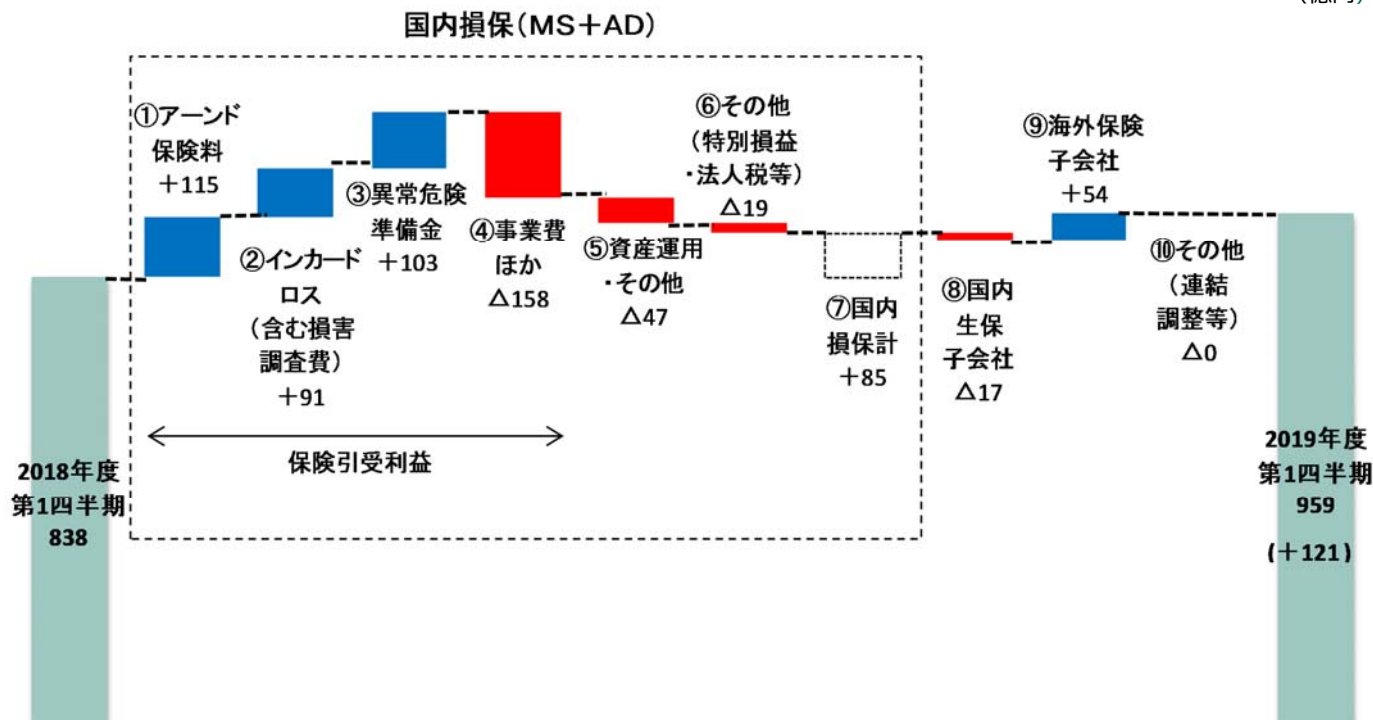 (億円)
国内損保(MS+AD)
①アーンド
保険料
+115
②インカード
ロス
(含む損害
調査費)
+91
③異常危険
準備金
+103
④事業費
ほか
△158
⑤資産運用
・その他
△47
⑥その他
(特別損益
・法人税等)
△19
⑦国内
損保計
+85
⑧国内
生保
子会社
△17
⑨海外保険
子会社
+54
⑩その他
(連結
調整等)
△0
保険引受利益
2018年度
第1四半期
838
2019年度
第1四半期
959
(+121)